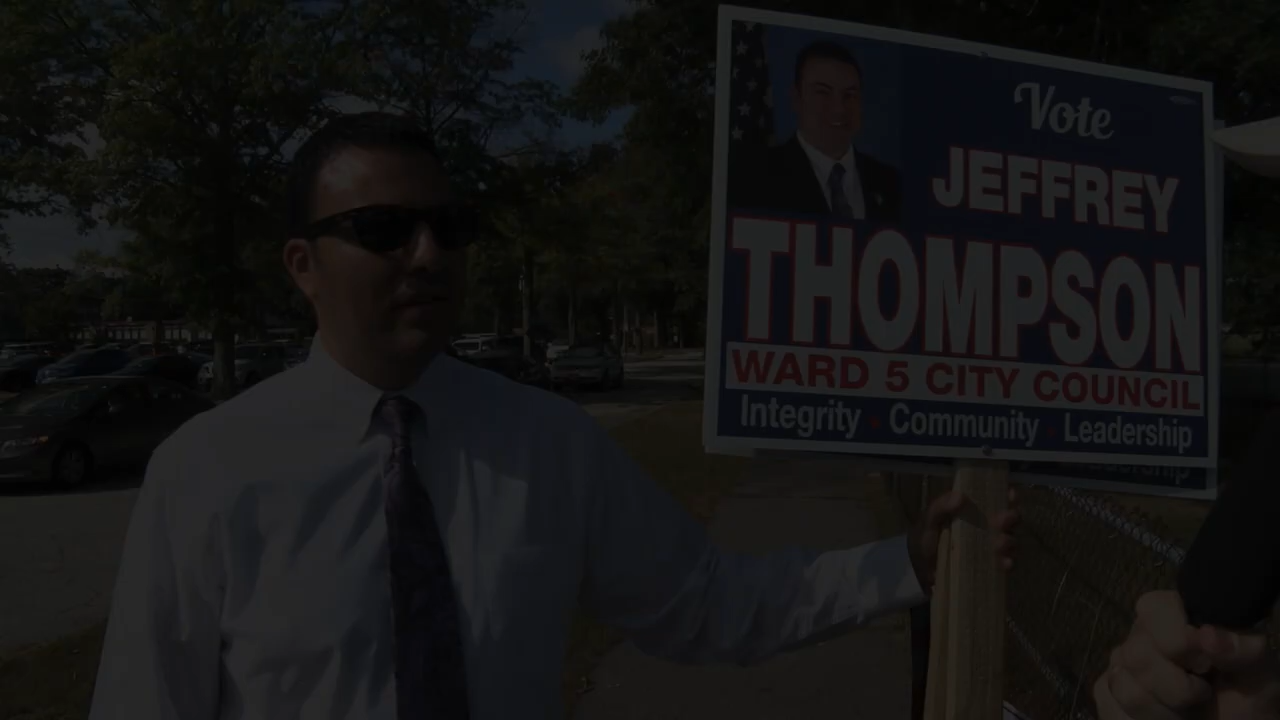 Vote
JEFFREY
THOMPSON
WARD 5 CITY COUNCIL
Integrity • Community • Leadership